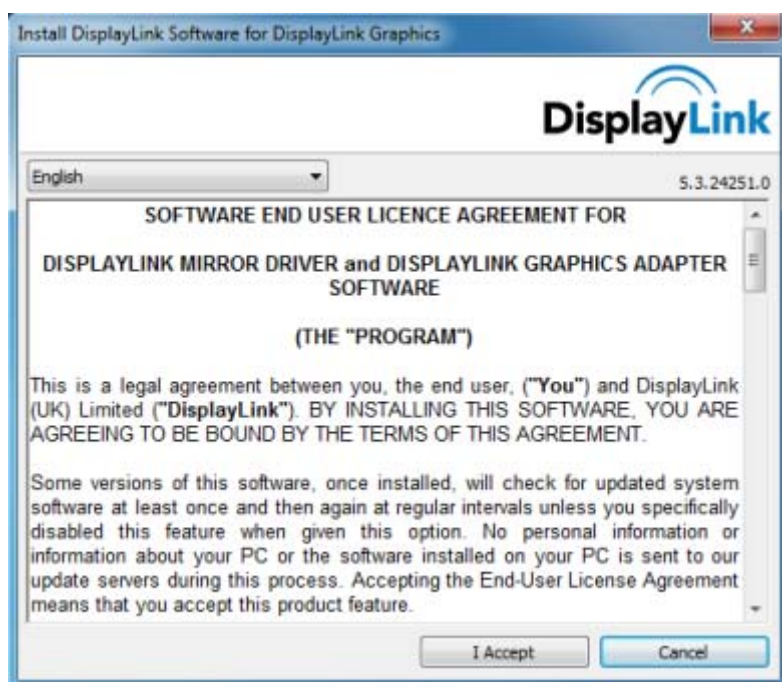 Install DisplayLink Software for DisplayLink Graphics
DisplayLink
English
5.3.24251.0
SOFTWARE END USER LICENCE AGREEMENT FOR
DISPLAYLINK MIRROR DRIVER and DISPLAYLINK GRAPHICS ADAPTER
SOFTWARE
(THE "PROGRAM")
This is a legal agreement between you, the end user, ("You") and DisplayLink
(UK) Limited ("DisplayLink"). BY INSTALLING THIS SOFTWARE, YOU ARE
AGREEING TO BE BOUND BY THE TERMS OF THIS AGREEMENT.
Some versions of this software, once installed, will check for updated system
software at least once and then again at regular intervals unless you specifically
disabled this feature when given this option. No personal information or
information about your PC or the software installed on your PC is sent to our
update servers during this process. Accepting the End-User License Agreement
means that you accept this product feature.
I Accept
Cancel